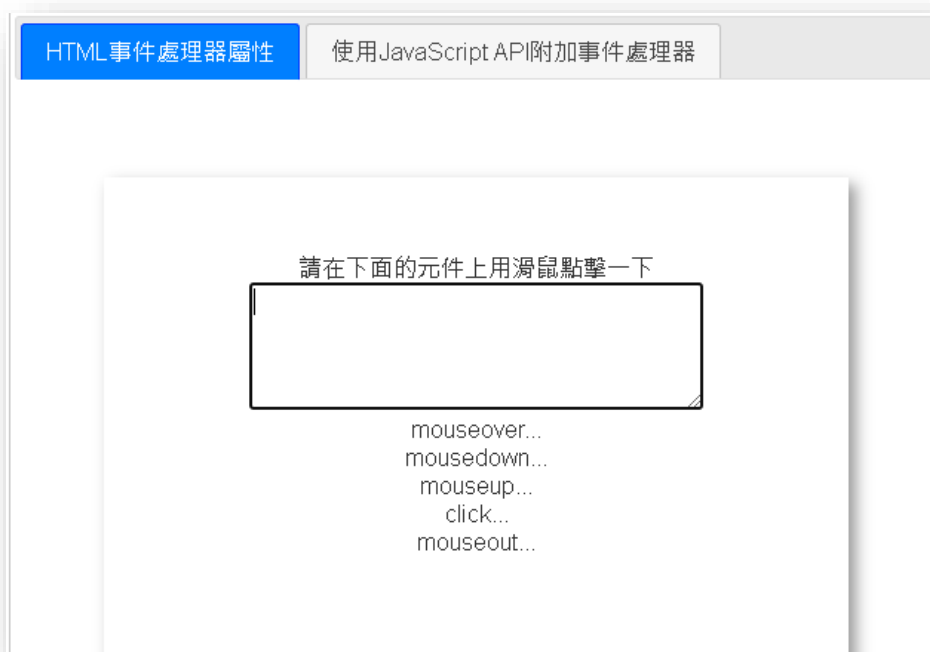 HTML事件處理器屬性
使用JavaScript API附加事件處理器
請在下面的元件上用滑鼠點擊一下
mouseover...
mousedown...
mouseup...
click...
mouseout...